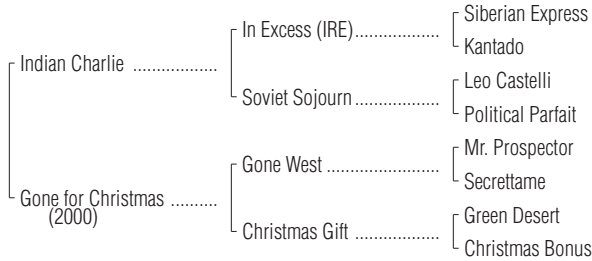 Siberian Express
In Excess (IRE)..................
Kantado
Indian Charlie ..................
Leo Castelli
Soviet Sojourn..................
Political Parfait
Mr. Prospector
Gone West ........................
Secrettame
Gone for Christmas ..........
(2000)
Green Desert
Christmas Gift ..................
Christmas Bonus